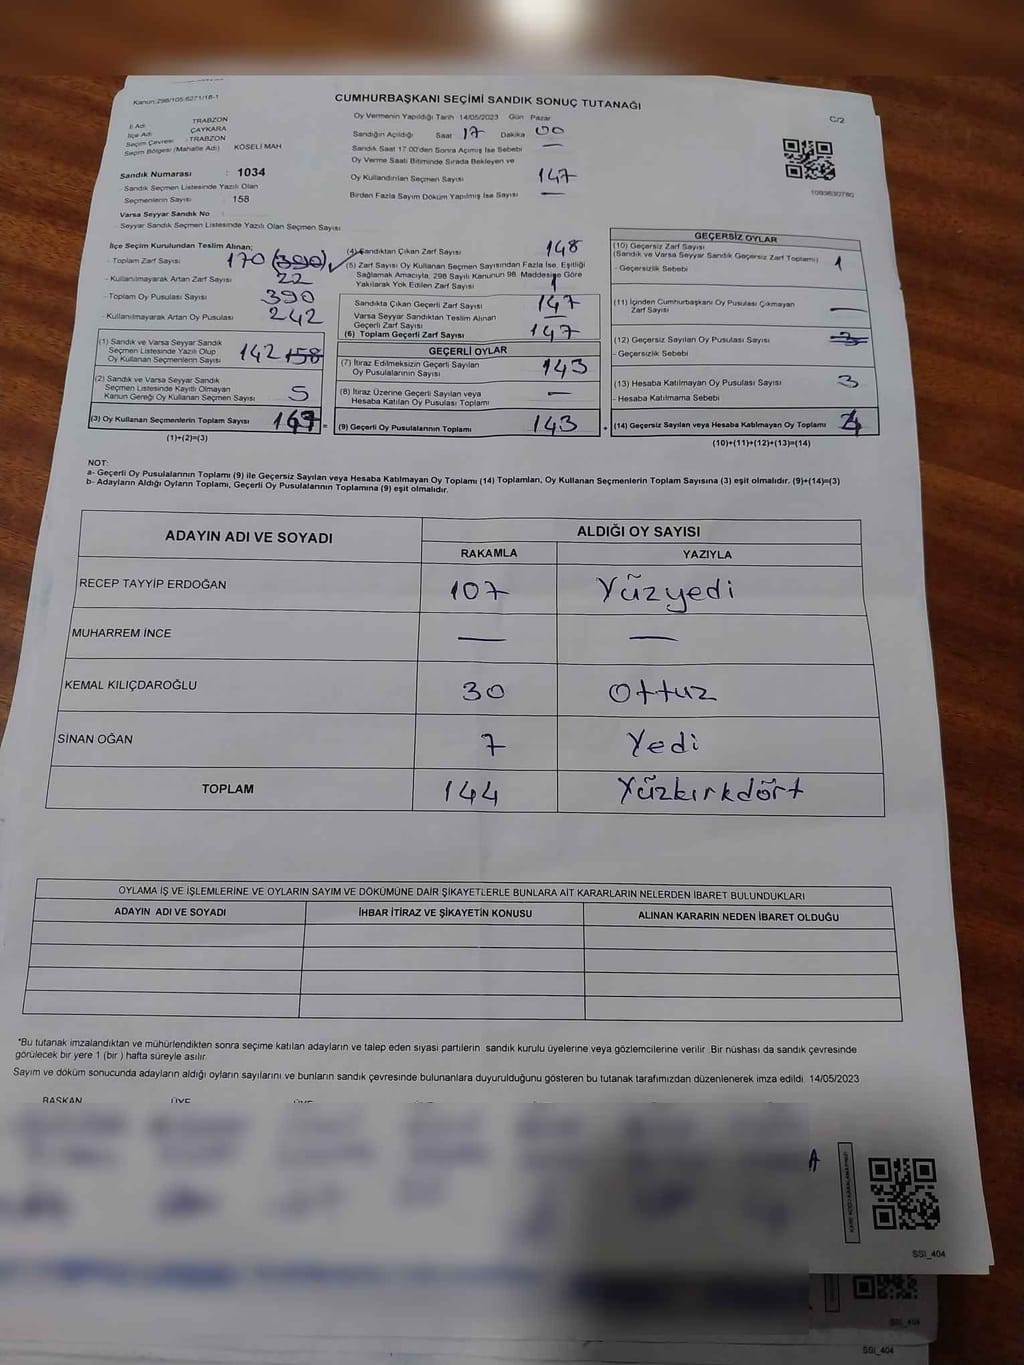 Kanun:298/105:6271/18-1
CUMHURBAŞKANI SEÇİMİ SANDIK SONUÇ TUTANAĞI
C/2
İl Adı TRABZON
İlçe Adı ÇAYKARA
Seçim Çevresi : TRABZON
Seçim Bölgesi (Mahalle Adı) KÖSELİ MAH
Sandık Numarası : 1034
- Sandık Seçmen Listesinde Yazılı Olan
Seçmenlerin Sayısı : 158
Varsa Seyyar Sandık No :
- Seyyar Sandık Seçmen Listesinde Yazılı Olan Seçmen Sayısı
Oy Vermenin Yapıldığı Tarih 14/05/2023 Gün Pazar
Sandığın Açıldığı Saat 17 Dakika 00
Sandık Saat 17:00'den Sonra Açımış İse Sebebi —
Oy Verme Saati Bitiminde Sırada Bekleyen ve
Oy Kullandırılan Seçmen Sayısı 147
Birden Fazla Sayım Döküm Yapılmış İse Sayısı —
1093630780
İlçe Seçim Kurulundan Teslim Alınan;
- Toplam Zarf Sayısı 170 (390)
- Kullanılmayarak Artan Zarf Sayısı 22
- Toplam Oy Pusulası Sayısı 390
- Kullanılmayarak Artan Oy Pusulası 242
(1) Sandık ve Varsa Seyyar Sandık
Seçmen Listesinde Yazılı Olup
Oy Kullanan Seçmenlerin Sayısı 142 158
(2) Sandık ve Varsa Seyyar Sandık
Seçmen Listesinde Kayıtlı Olmayan
Kanun Gereği Oy Kullanan Seçmen Sayısı 5
(3) Oy Kullanan Seçmenlerin Toplam Sayısı 147 =
(1)+(2)=(3)
(4) Sandıktan Çıkan Zarf Sayısı 148
(5) Zarf Sayısı Oy Kullanan Seçmen Sayısından Fazla İse, Eşitliği
Sağlamak Amacıyla, 298 Sayılı Kanunun 98. Maddesine Göre
Yakılarak Yok Edilen Zarf Sayısı 1
Sandıkta Çıkan Geçerli Zarf Sayısı 147
Varsa Seyyar Sandıktan Teslim Alınan
Geçerli Zarf Sayısı —
(6) Toplam Geçerli Zarf Sayısı 147
GEÇERLİ OYLAR
(7) İtiraz Edilmeksizin Geçerli Sayılan
Oy Pusulalarının Sayısı 143
(8) İtiraz Üzerine Geçerli Sayılan veya
Hesaba Katılan Oy Pusulası Toplamı —
(9) Geçerli Oy Pusulalarının Toplamı 143 +
GEÇERSİZ OYLAR
(10) Geçersiz Zarf Sayısı
(Sandık ve Varsa Seyyar Sandık Geçersiz Zarf Toplamı) 1
- Geçersizlik Sebebi
(11) İçinden Cumhurbaşkanı Oy Pusulası Çıkmayan
Zarf Sayısı —
(12) Geçersiz Sayılan Oy Pusulası Sayısı 3
- Geçersizlik Sebebi
(13) Hesaba Katılmayan Oy Pusulası Sayısı 3
- Hesaba Katılmama Sebebi
(14) Geçersiz Sayılan veya Hesaba Katılmayan Oy Toplamı 4
(10)+(11)+(12)+(13)=(14)
NOT:
a- Geçerli Oy Pusulalarının Toplamı (9) ile Geçersiz Sayılan veya Hesaba Katılmayan Oy Toplamı (14) Toplamları, Oy Kullanan Seçmenlerin Toplam Sayısına (3) eşit olmalıdır. (9)+(14)=(3)
b- Adayların Aldığı Oyların Toplamı, Geçerli Oy Pusulalarının Toplamına (9) eşit olmalıdır.
ADAYIN ADI VE SOYADI
ALDIĞI OY SAYISI
RAKAMLA YAZIYLA
RECEP TAYYİP ERDOĞAN 107 Yüzyedi
MUHARREM İNCE — —
KEMAL KILIÇDAROĞLU 30 Ottuz
SİNAN OĞAN 7 Yedi
TOPLAM 144 Yüzkırkdört
OYLAMA İŞ VE İŞLEMLERİNE VE OYLARIN SAYIM VE DÖKÜMÜNE DAİR ŞİKAYETLERLE BUNLARA AİT KARARLARIN NELERDEN İBARET BULUNDUKLARI
ADAYIN ADI VE SOYADI İHBAR İTİRAZ VE ŞİKAYETİN KONUSU ALINAN KARARIN NEDEN İBARET OLDUĞU
*Bu tutanak imzalandıktan ve mühürlendikten sonra seçime katılan adayların ve talep eden siyasi partilerin sandık kurulu üyelerine veya gözlemcilerine verilir. Bir nüshası da sandık çevresinde
görülecek bir yere 1 (bir ) hafta süreyle asılır.
Sayım ve döküm sonucunda adayların aldığı oyların sayılarını ve bunların sandık çevresinde bulunanlara duyurulduğunu gösteren bu tutanak tarafımızdan düzenlenerek imza edildi. 14/05/2023
BAŞKAN ÜYE ÜYE
A
SSI_404
SSI_404
SSI_404